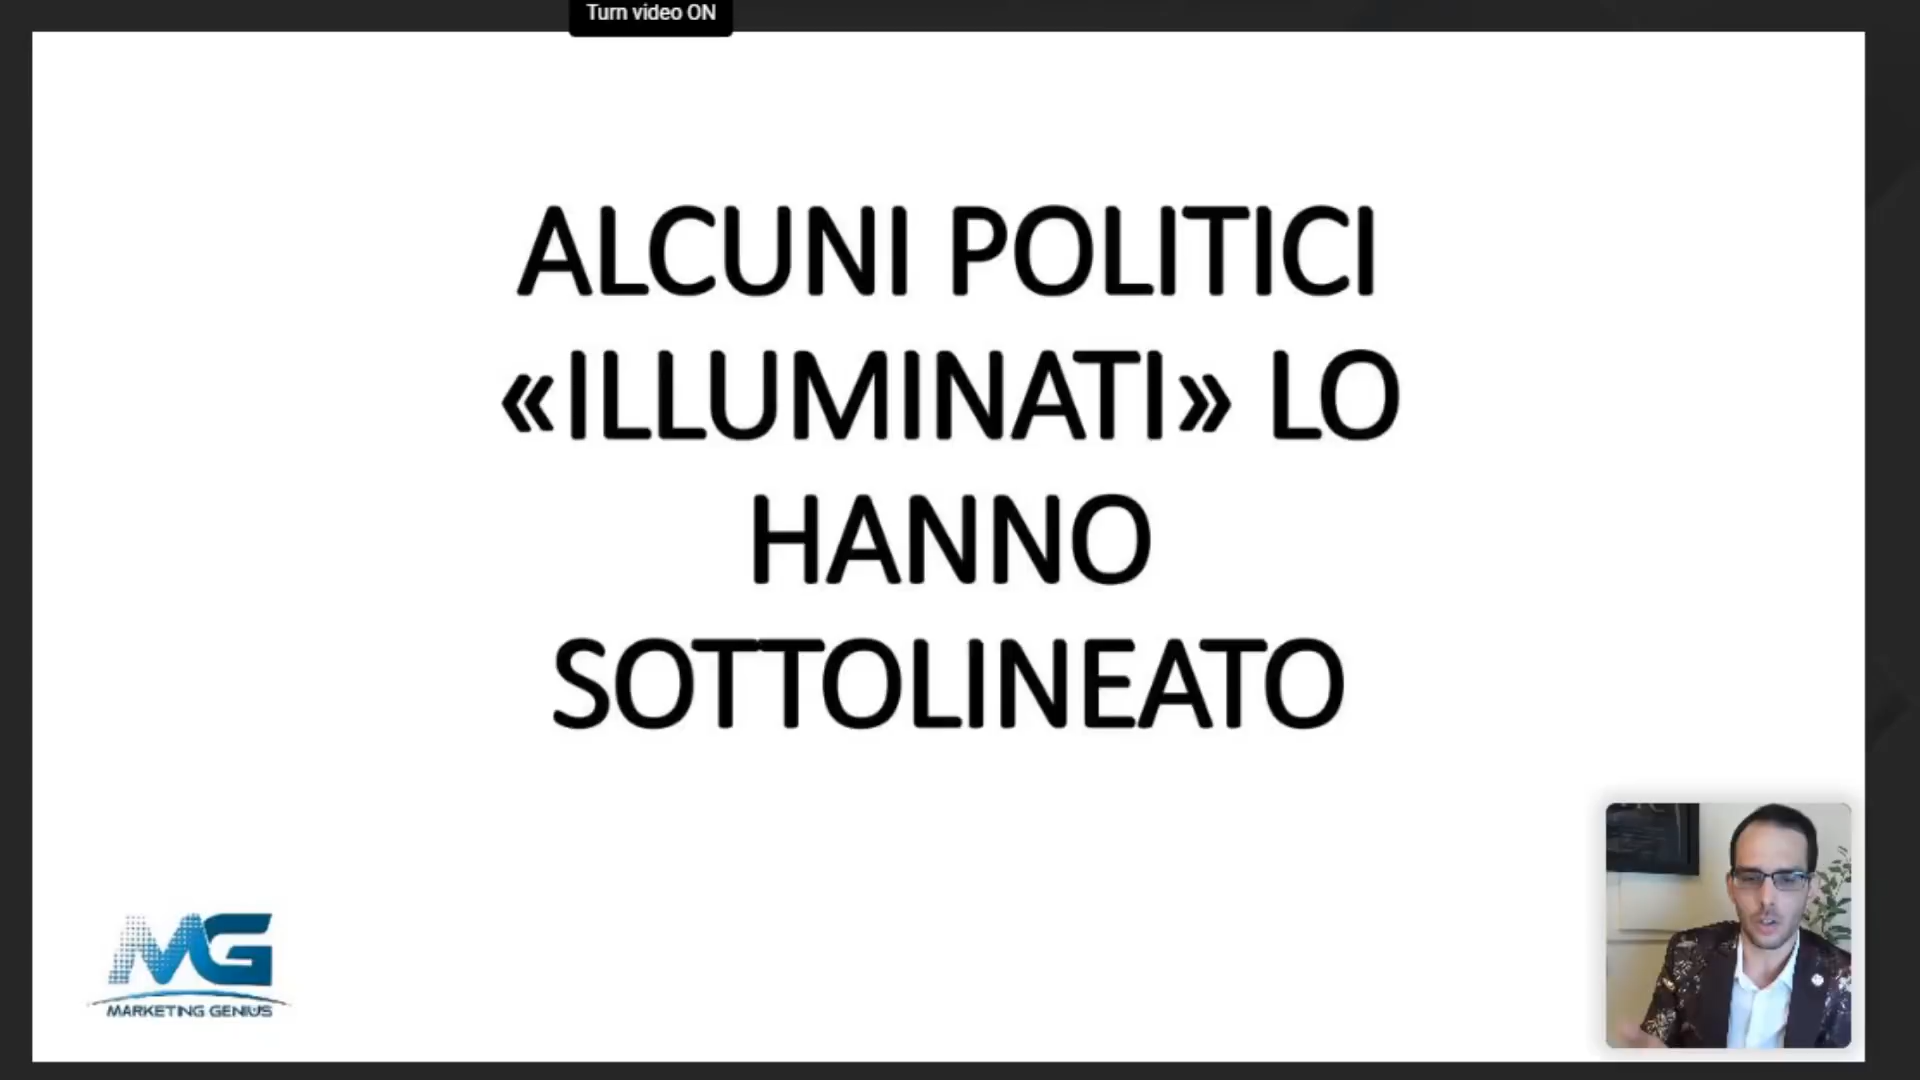 Turn video ON
ALCUNI POLITICI
«ILLUMINATI» LO
HANNO
SOTTOLINEATO
MG
MARKETING GENIUS